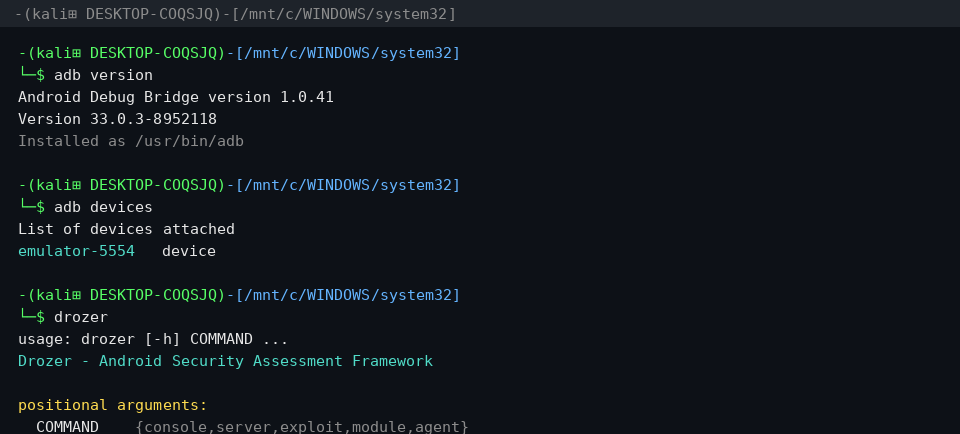 -(kali⊞ DESKTOP-COQSJQ)-[/mnt/c/WINDOWS/system32]
-(kali⊞ DESKTOP-COQSJQ)-[/mnt/c/WINDOWS/system32]
└─$ adb version
Android Debug Bridge version 1.0.41
Version 33.0.3-8952118
Installed as /usr/bin/adb
-(kali⊞ DESKTOP-COQSJQ)-[/mnt/c/WINDOWS/system32]
└─$ adb devices
List of devices attached
emulator-5554   device
-(kali⊞ DESKTOP-COQSJQ)-[/mnt/c/WINDOWS/system32]
└─$ drozer
usage: drozer [-h] COMMAND ...
Drozer - Android Security Assessment Framework
positional arguments:
  COMMAND    {console,server,exploit,module,agent}